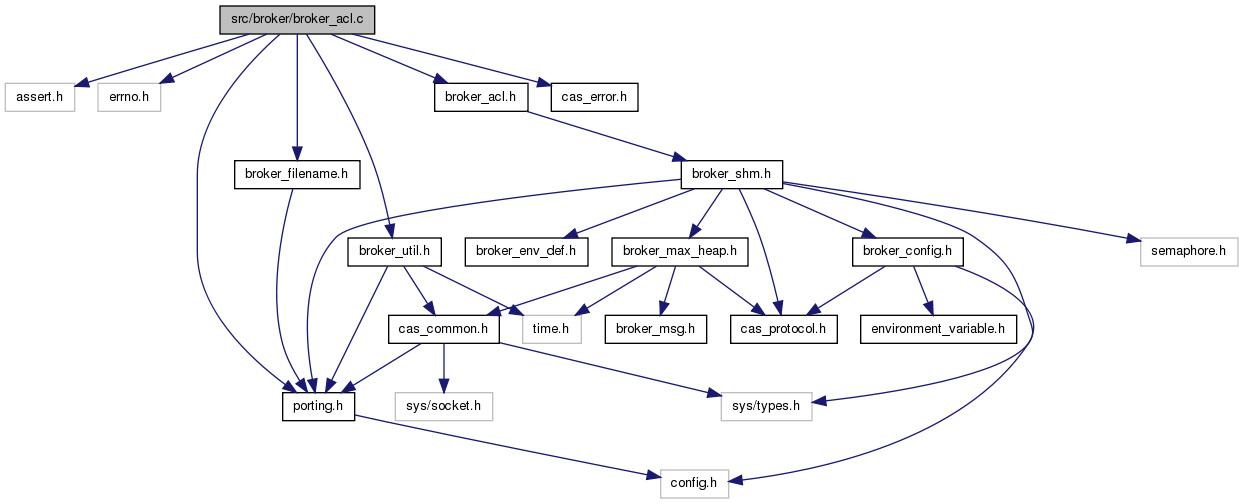 src/broker/broker_acl.c
assert.h
errno.h
broker_acl.h
cas_error.h
broker_filename.h
broker_shm.h
broker_util.h
broker_env_def.h
broker_max_heap.h
broker_config.h
semaphore.h
cas_common.h
time.h
broker_msg.h
cas_protocol.h
environment_variable.h
porting.h
sys/socket.h
sys/types.h
config.h